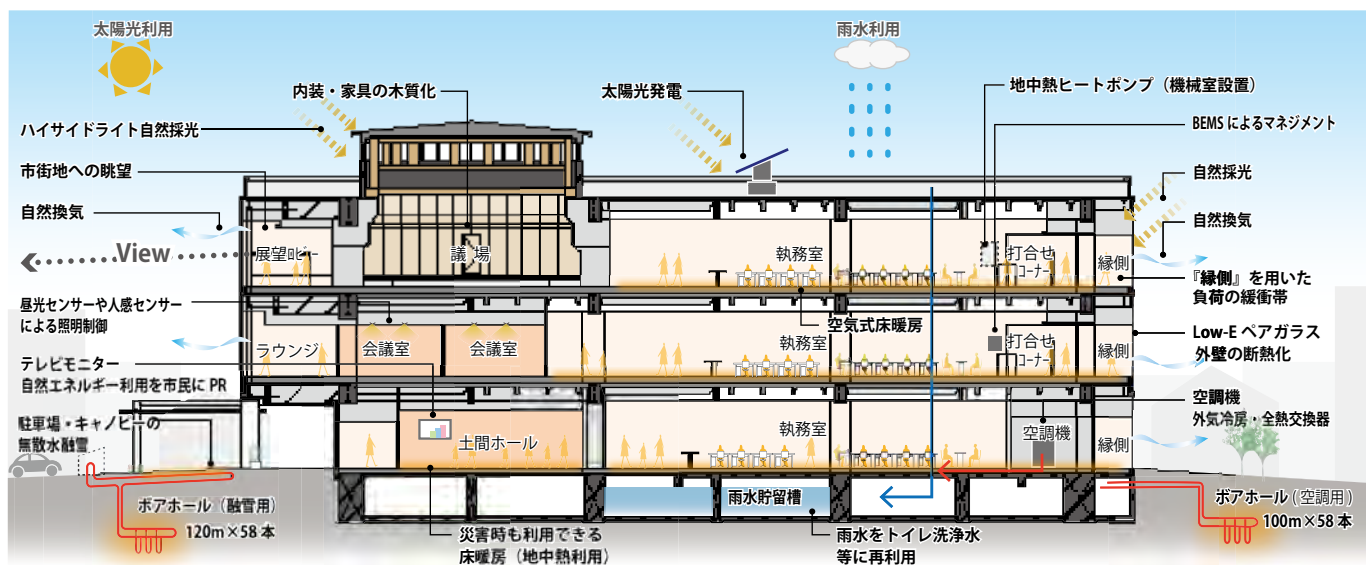 太陽光利用
雨水利用
内装・家具の木質化
太陽光発電
地中熱ヒートポンプ（機械室設置）
ハイサイドライト自然採光
BEMSによるマネジメント
市街地への眺望
自然採光
自然換気
自然換気
View
展望ロビー
議場
執務室
打合せ
コーナー
縁側
『縁側』を用いた
負荷の緩衝帯
昼光センサーや人感センサー
による照明制御
空気式床暖房
ラウンジ
会議室
会議室
執務室
打合せ
コーナー
縁側
Low-E ペアガラス
外壁の断熱化
テレビモニター
自然エネルギー利用を市民に PR
空調機
外気冷房・全熱交換器
駐車場・キャノピーの
無散水融雪
土間ホール
執務室
空調機
縁側
ボアホール（融雪用）
120m×58 本
雨水貯留槽
ボアホール(空調用)
100m×58 本
災害時も利用できる
床暖房（地中熱利用）
雨水をトイレ洗浄水
等に再利用